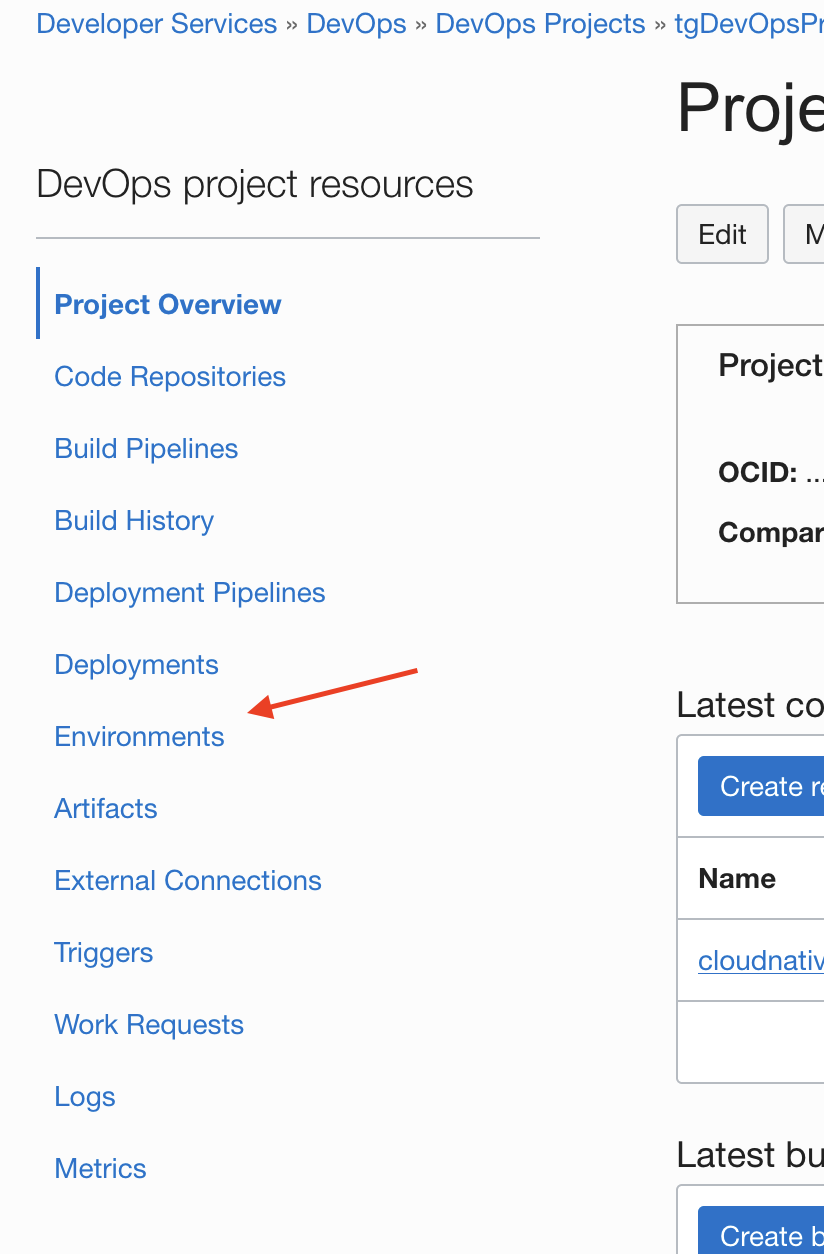 Developer Services » DevOps » DevOps Projects » tgDevOpsPr
Proje
DevOps project resources
Edit
M
Project Overview
Code Repositories
Build Pipelines
Build History
Deployment Pipelines
Deployments
Environments
Artifacts
External Connections
Triggers
Work Requests
Logs
Metrics
Project
OCID: ...
Compar
Latest co
Create re
Name
cloudnativ
Latest bu
Create b